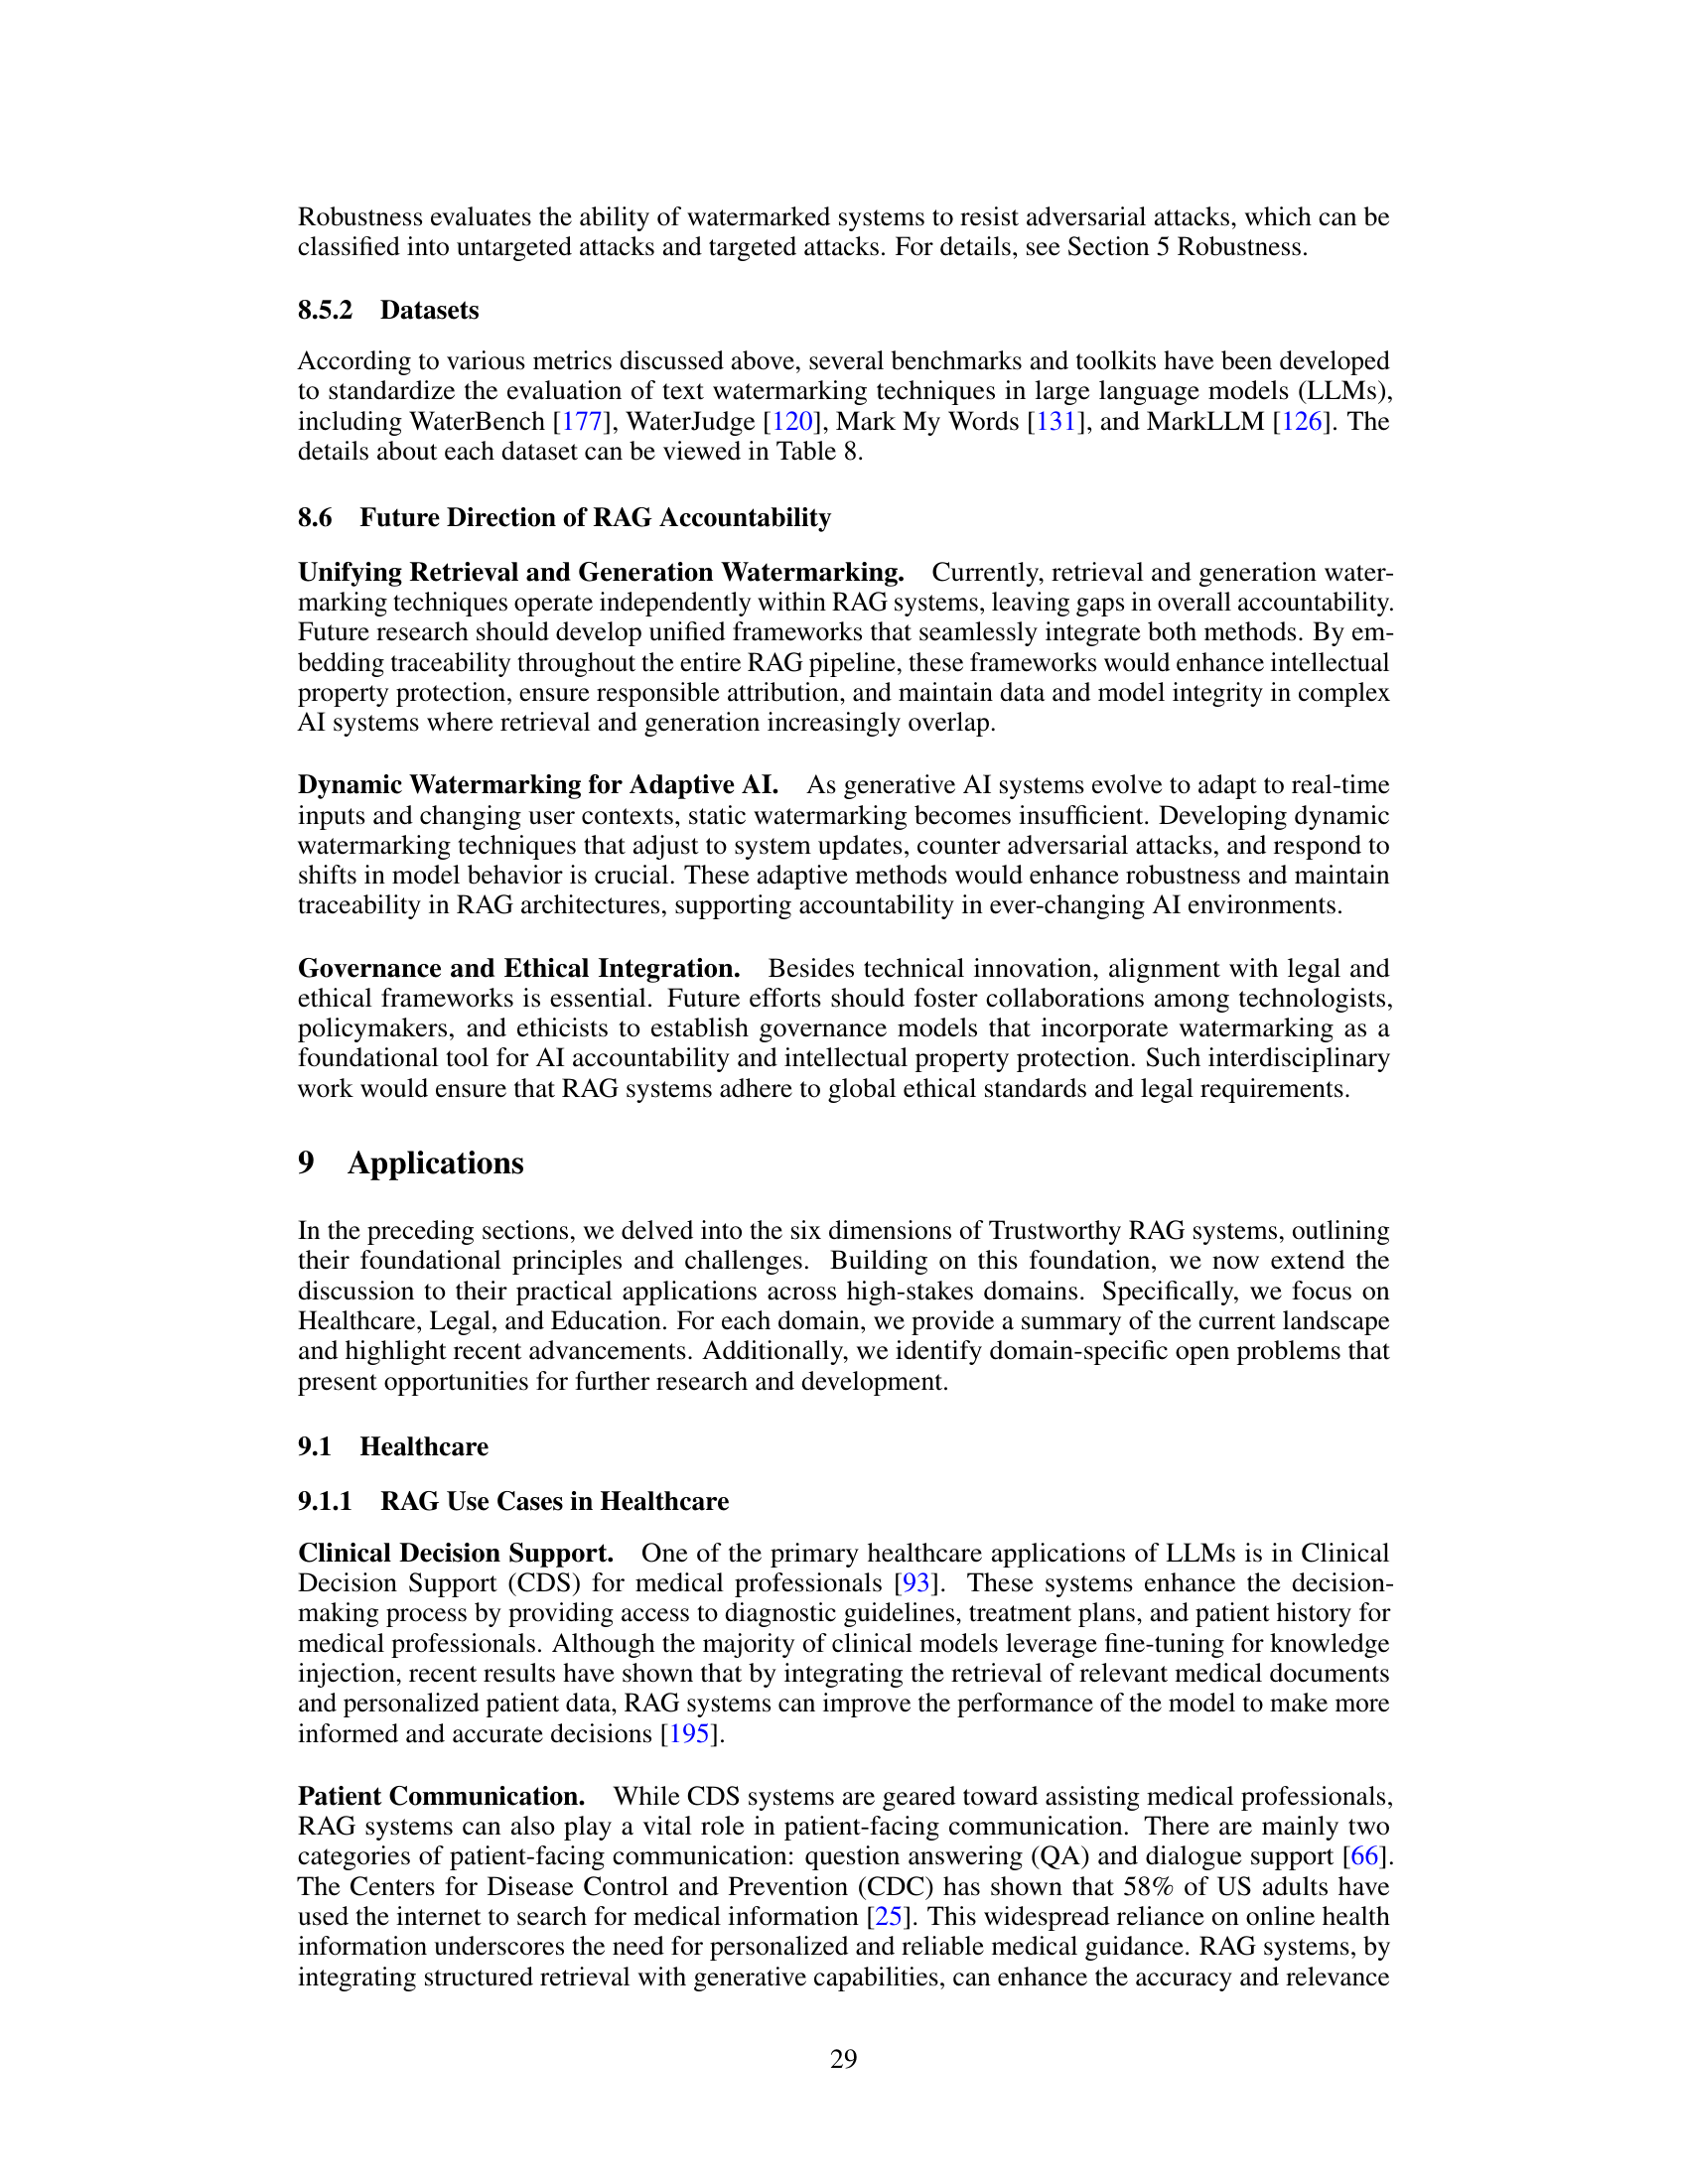 Robustness evaluates the ability of watermarked systems to resist adversarial attacks, which can be
classified into untargeted attacks and targeted attacks. For details, see Section 5 Robustness.
8.5.2 Datasets
According to various metrics discussed above, several benchmarks and toolkits have been developed
to standardize the evaluation of text watermarking techniques in large language models (LLMs),
including WaterBench [177], WaterJudge [120], Mark My Words [131], and MarkLLM [126]. The
details about each dataset can be viewed in Table 8.
8.6 Future Direction of RAG Accountability
Unifying Retrieval and Generation Watermarking. Currently, retrieval and generation water-
marking techniques operate independently within RAG systems, leaving gaps in overall accountability.
Future research should develop unified frameworks that seamlessly integrate both methods. By em-
bedding traceability throughout the entire RAG pipeline, these frameworks would enhance intellectual
property protection, ensure responsible attribution, and maintain data and model integrity in complex
AI systems where retrieval and generation increasingly overlap.
Dynamic Watermarking for Adaptive AI. As generative AI systems evolve to adapt to real-time
inputs and changing user contexts, static watermarking becomes insufficient. Developing dynamic
watermarking techniques that adjust to system updates, counter adversarial attacks, and respond to
shifts in model behavior is crucial. These adaptive methods would enhance robustness and maintain
traceability in RAG architectures, supporting accountability in ever-changing AI environments.
Governance and Ethical Integration. Besides technical innovation, alignment with legal and
ethical frameworks is essential. Future efforts should foster collaborations among technologists,
policymakers, and ethicists to establish governance models that incorporate watermarking as a
foundational tool for AI accountability and intellectual property protection. Such interdisciplinary
work would ensure that RAG systems adhere to global ethical standards and legal requirements.
9 Applications
In the preceding sections, we delved into the six dimensions of Trustworthy RAG systems, outlining
their foundational principles and challenges. Building on this foundation, we now extend the
discussion to their practical applications across high-stakes domains. Specifically, we focus on
Healthcare, Legal, and Education. For each domain, we provide a summary of the current landscape
and highlight recent advancements. Additionally, we identify domain-specific open problems that
present opportunities for further research and development.
9.1 Healthcare
9.1.1 RAG Use Cases in Healthcare
Clinical Decision Support. One of the primary healthcare applications of LLMs is in Clinical
Decision Support (CDS) for medical professionals [93]. These systems enhance the decision-
making process by providing access to diagnostic guidelines, treatment plans, and patient history for
medical professionals. Although the majority of clinical models leverage fine-tuning for knowledge
injection, recent results have shown that by integrating the retrieval of relevant medical documents
and personalized patient data, RAG systems can improve the performance of the model to make more
informed and accurate decisions [195].
Patient Communication. While CDS systems are geared toward assisting medical professionals,
RAG systems can also play a vital role in patient-facing communication. There are mainly two
categories of patient-facing communication: question answering (QA) and dialogue support [66].
The Centers for Disease Control and Prevention (CDC) has shown that 58% of US adults have
used the internet to search for medical information [25]. This widespread reliance on online health
information underscores the need for personalized and reliable medical guidance. RAG systems, by
integrating structured retrieval with generative capabilities, can enhance the accuracy and relevance
29